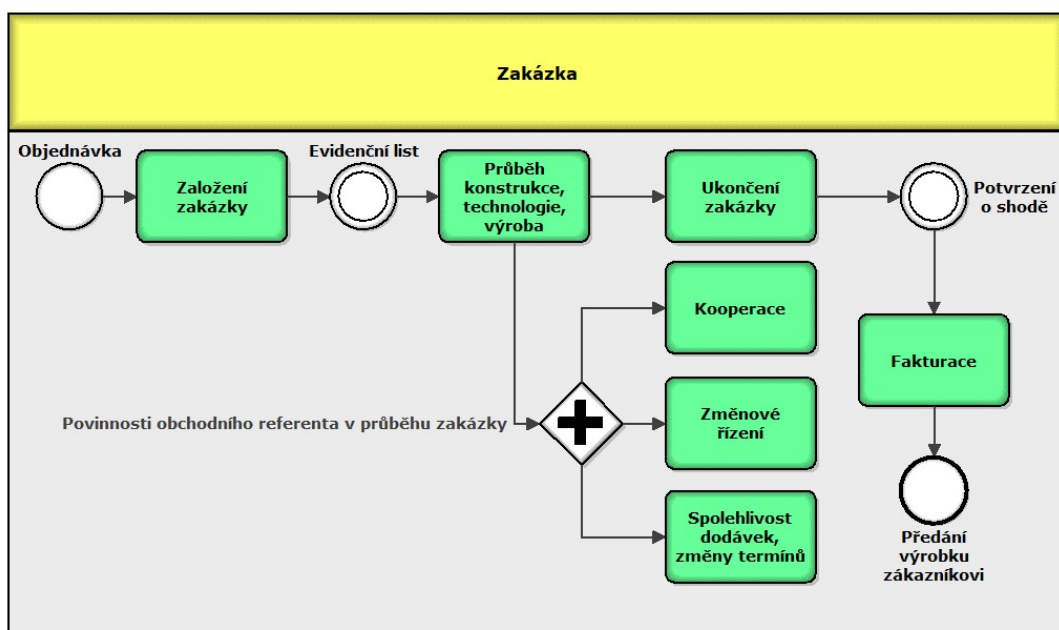 Zakázka
Objednávka
Založení
zakázky
Evidenční list
Průběh
konstrukce,
technologie,
výroba
Ukončení
zakázky
Potvrzení
o shodě
Kooperace
Fakturace
Povinnosti obchodního referenta v průběhu zakázky
Změnové
řízení
Spolehlivost
dodávek,
změny termínů
Předání
výrobku
zákazníkovi